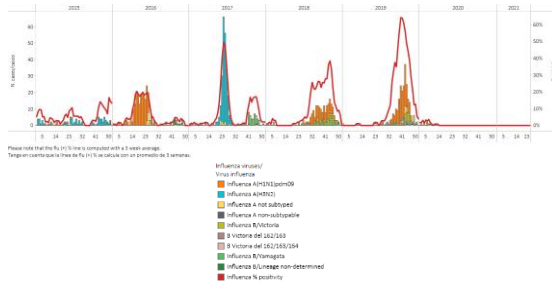 2015 2016 2017 2018 2019 2020 2021
60 50 40 30 20 10 0
60% 50% 40% 30% 20% 10% 0%
N. cases/casos
5 14 23 32 41 50 5 14 23 32 41 50 5 14 23 32 41 50 5 14 23 32 41 50 5 14 23 32 41 50 5 14 23 32 41 50 5 14 23
Please note that the flu (+) % line is computed with a 3 week average.
Tenga en cuenta que la línea de flu (+) % se calcula con un promedio de 3 semanas.
Influenza viruses/
Virus influenza
Influenza A(H1N1)pdm09
Influenza A(H3N2)
Influenza A not subtyped
Influenza A non-subtypable
Influenza B/Victoria
B Victoria del 162/163
B Victoria del 162/163/164
Influenza B/Yamagata
Influenza B/Lineage non-determined
Influenza % positivity